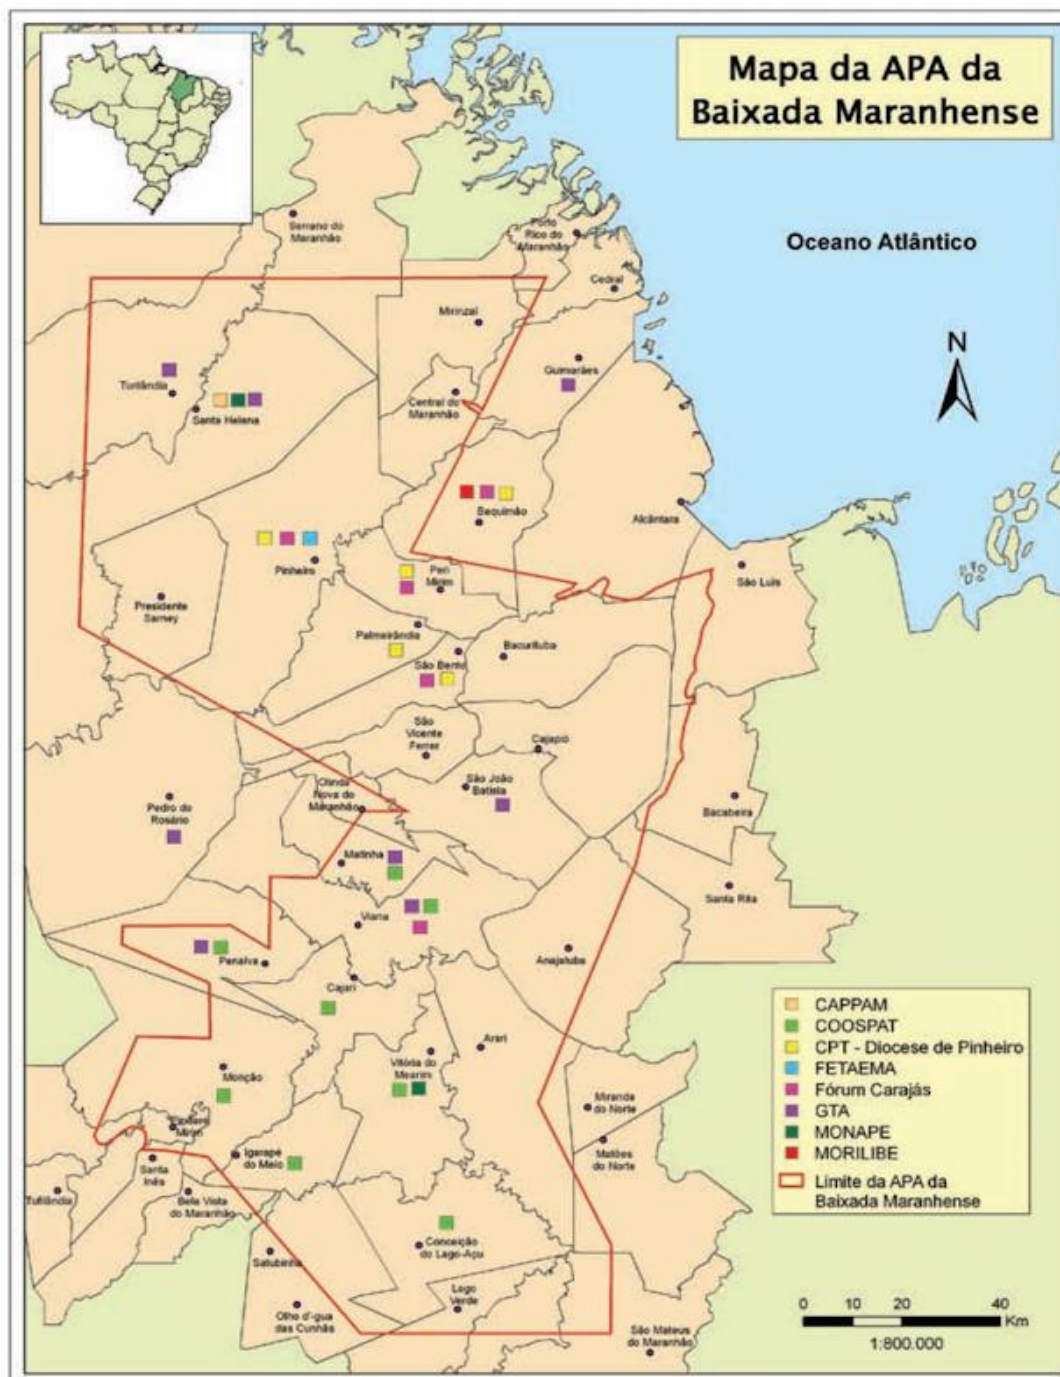 Mapa da APA da
Baixada Maranhense
Oceano Atlântico
N
Serrano do
Maranhão
Porto
Rico do
Maranhão
Cedral
Mirinzal
Guimarães
Turilândia
Santa Helena
Central do
Maranhão
Bequimão
Alcântara
Pinheiro
Peri
Mirim
São Luis
Presidente
Sarney
Palmeirândia
São Bento
Bacurituba
São
Vicente
Ferrer
Cajapió
São João
Batista
Olinda
Nova do
Maranhão
Pedro do
Rosário
Bacabeira
Matinha
Santa Rita
Viana
Penalva
Anajatuba
Cajari
Arari
Vitória do
Mearim
Monção
Miranda
do Norte
Mirim
Matões
do Norte
Igarapé
do Meio
Santa
Inês
Tufilândia
Bela Vista
do Maranhão
Conceição
do Lago-Açu
Satubinha
Lago
Verde
Olho d'-gua
das Cunhãs
São Mateus
do Maranhão
CAPPAM
COOSPAT
CPT - Diocese de Pinheiro
FETAEMA
Fórum Carajás
GTA
MONAPE
MORILIBE
Limite da APA da
Baixada Maranhense
0 10 20 40
Km
1:800.000